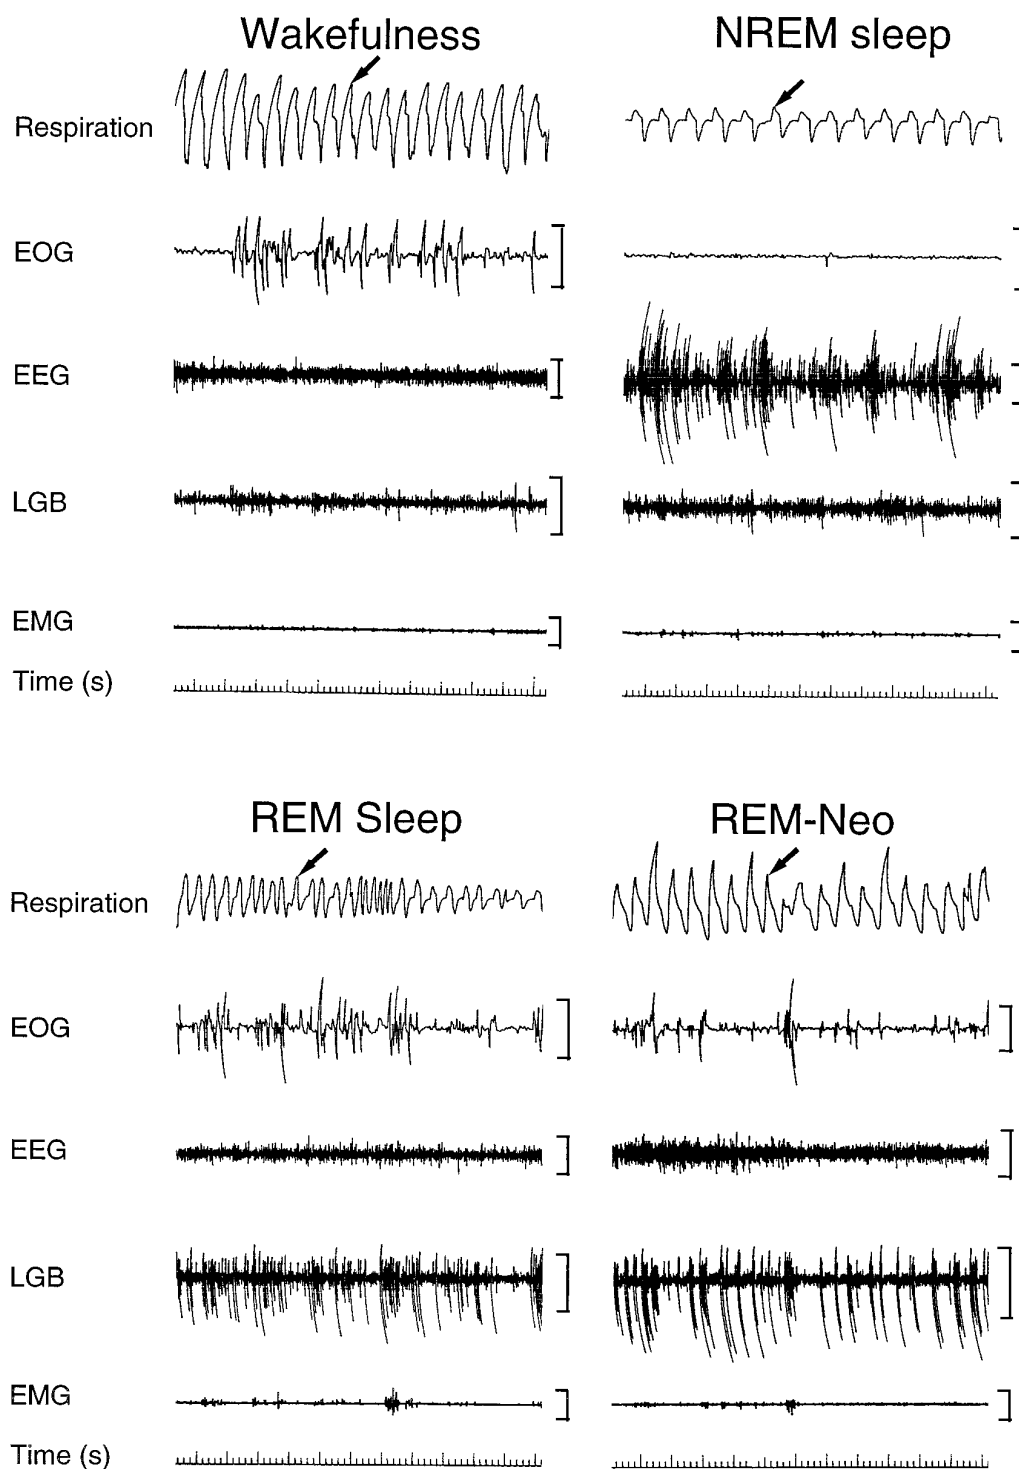 Wakefulness
NREM sleep
Respiration
EOG
EEG
LGB
EMG
Time (s)
REM Sleep
REM-Neo
Respiration
EOG
EEG
LGB
EMG
Time (s)